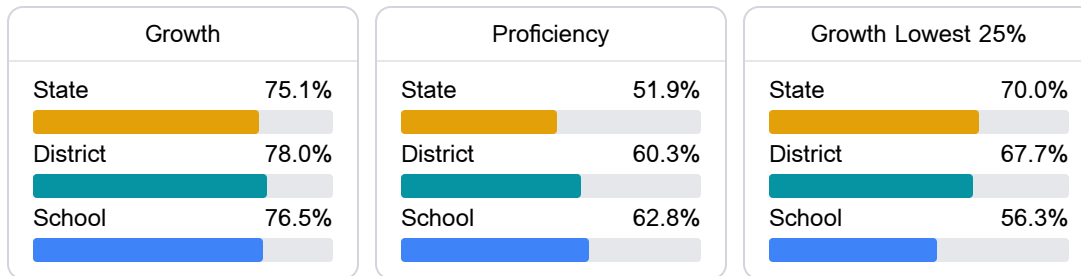 Growth
State 75.1%
District 78.0%
School 76.5%
Proficiency
State 51.9%
District 60.3%
School 62.8%
Growth Lowest 25%
State 70.0%
District 67.7%
School 56.3%